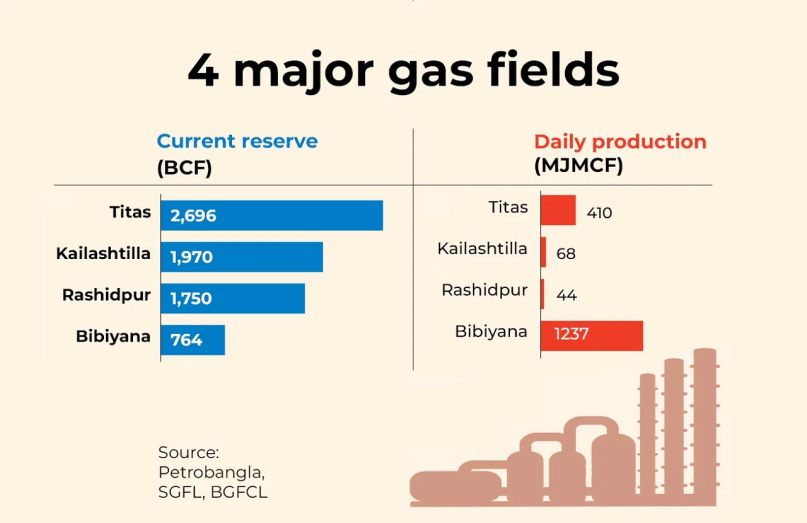 4 major gas fields
Current reserve
(BCF)
Titas 2,696
Kailashtilla 1,970
Rashidpur 1,750
Bibiyana 764
Daily production
(MJMCF)
Titas 410
Kailashtilla 68
Rashidpur 44
Bibiyana 1237
Source:
Petrobangla,
SGFL, BGFCL